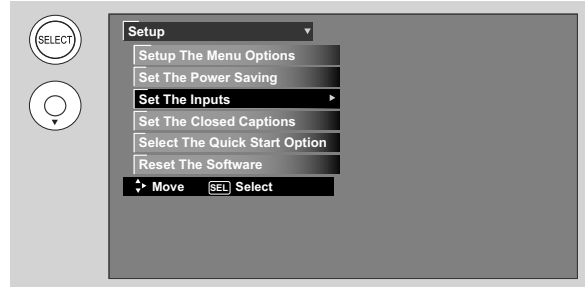 SELECT
Setup
Setup The Menu Options
Set The Power Saving
Set The Inputs
Set The Closed Captions
Select The Quick Start Option
Reset The Software
Move SEL Select